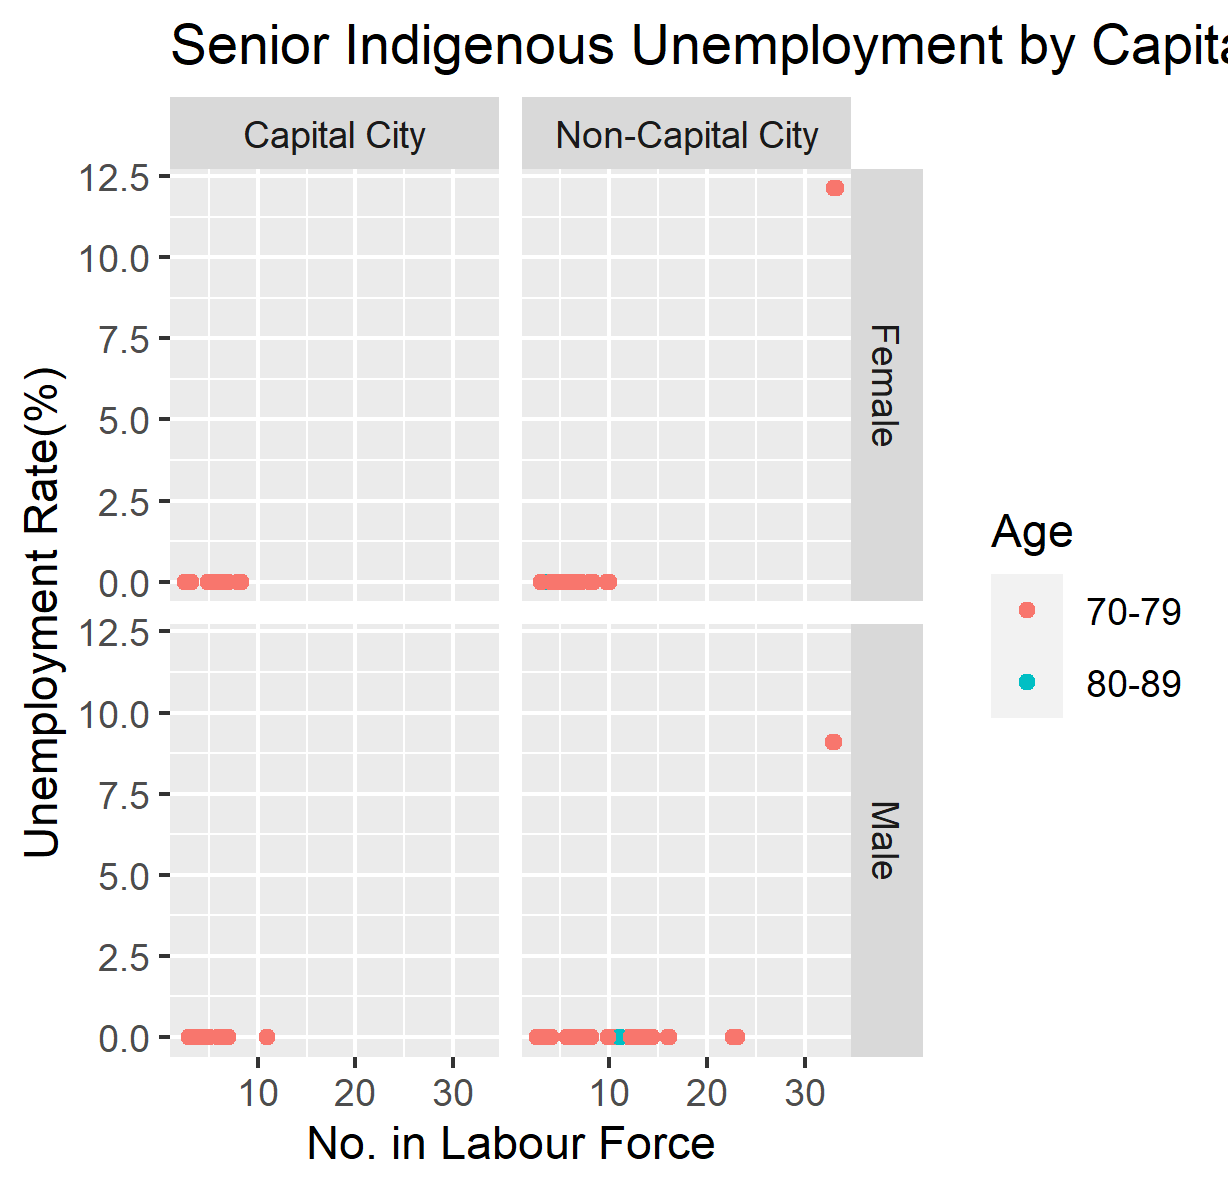 Senior Indigenous Unemployment by Capita
Capital City
Non-Capital City
12.5
10.0
7.5
5.0
2.5
0.0
Female
12.5
10.0
7.5
5.0
2.5
0.0
Male
10 20 30
10 20 30
No. in Labour Force
Unemployment Rate(%)
Age
70-79
80-89